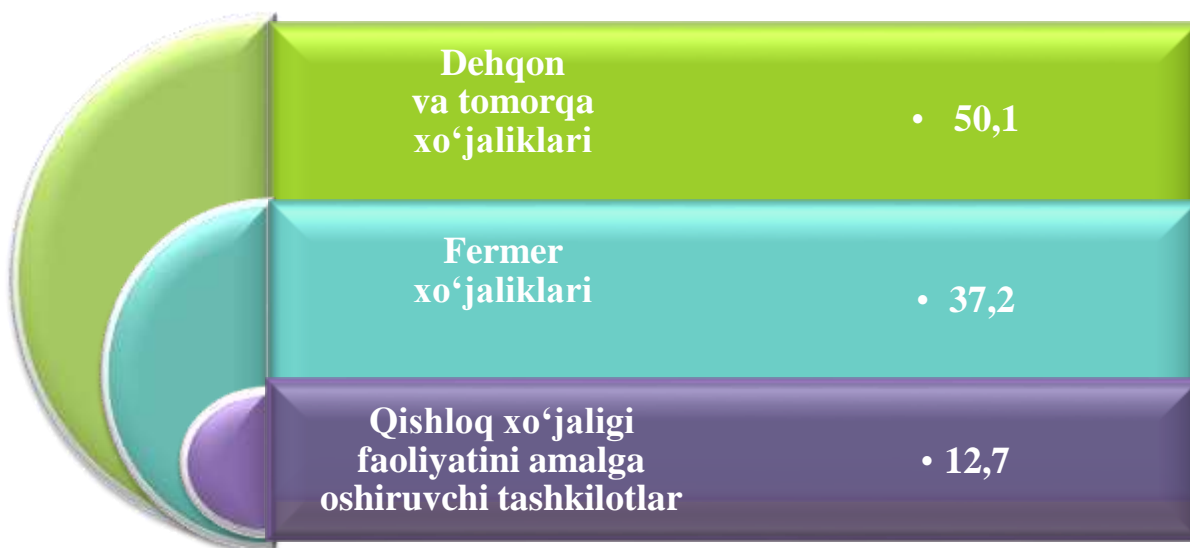 Dehqon
va tomorqa
xo‘jaliklari
• 50,1
Fermer
xo‘jaliklari
• 37,2
Qishloq xo‘jaligi
faoliyatini amalga
oshiruvchi tashkilotlar
• 12,7